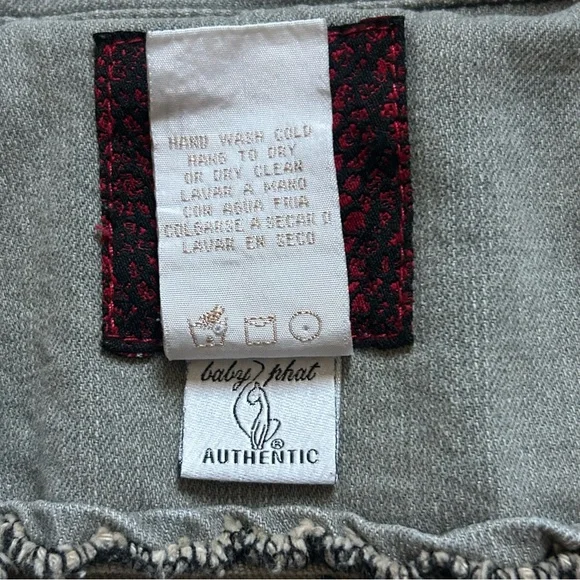 HAND WASH COLD
HANG TO DRY
OR DRY CLEAN
LAVAR A MANO
CON AGUA FRIA
COLGARSE A SECAR O
LAVAR EN SECO
baby phat
®
AUTHENTIC